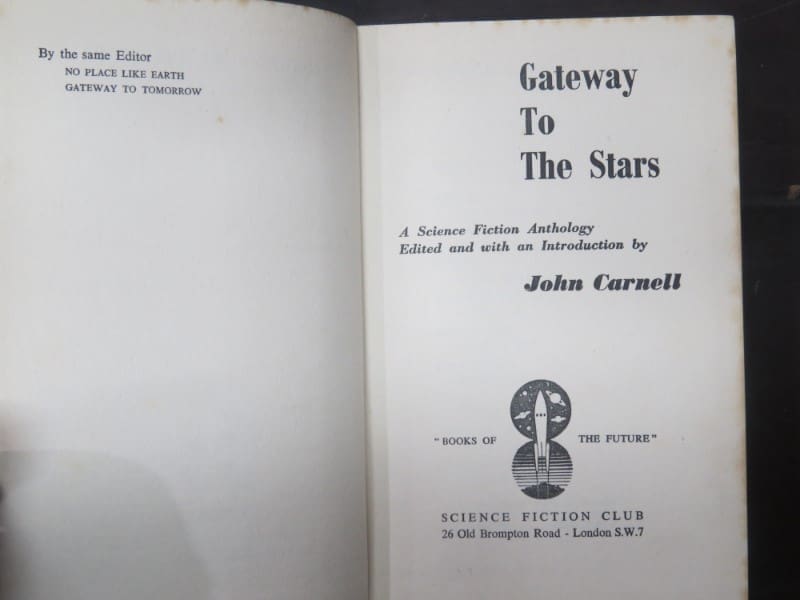 By the same Editor
NO PLACE LIKE EARTH
GATEWAY TO TOMORROW
Gateway
To
The Stars
A Science Fiction Anthology
Edited and with an Introduction by
John Carnell
"BOOKS OF THE FUTURE"
SCIENCE FICTION CLUB
26 Old Brompton Road - London S.W.7